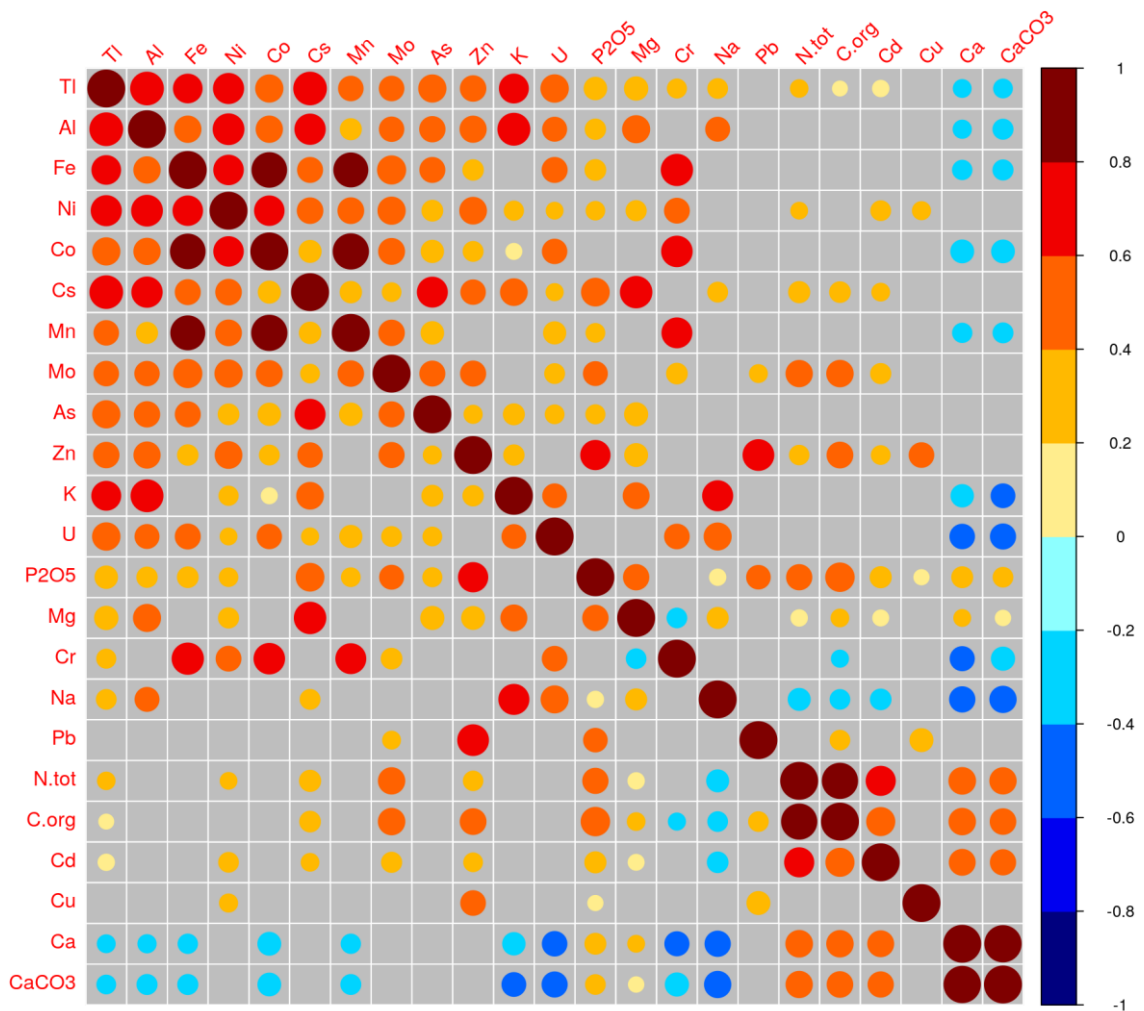 Tl Al Fe Ni Co Cs Mn Mo As Zn K U P2O5 Mg Cr Na Pb N.tot C.org Cd Cu Ca CaCO3
Tl
Al
Fe
Ni
Co
Cs
Mn
Mo
As
Zn
K
U
P2O5
Mg
Cr
Na
Pb
N.tot
C.org
Cd
Cu
Ca
CaCO3
1
0.8
0.6
0.4
0.2
0
-0.2
-0.4
-0.6
-0.8
-1